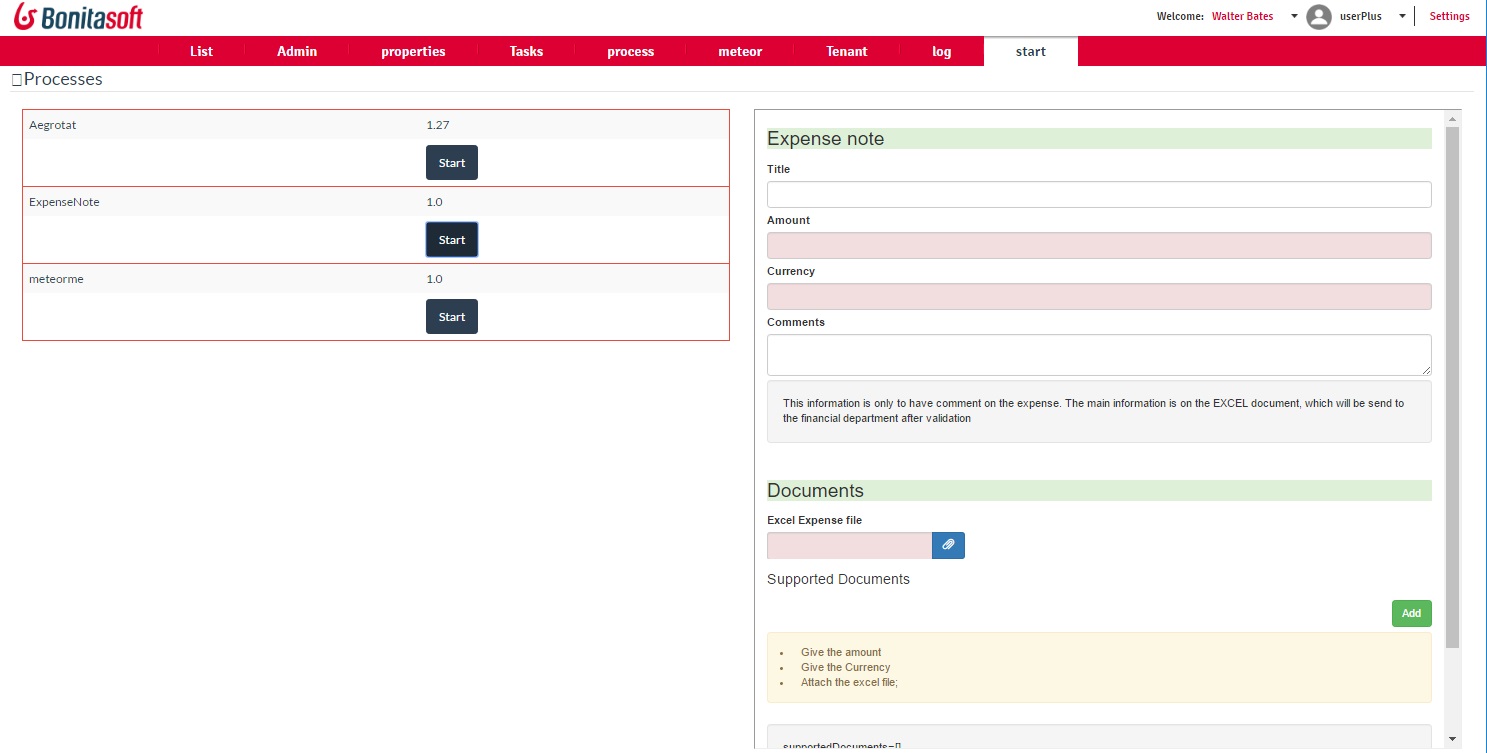 Bonitasoft
Welcome: Walter Bates userPlus Settings
List Admin properties Tasks process meteor Tenant log start
Processes
Aegrotat 1.27
Start
ExpenseNote 1.0
Start
meteorme 1.0
Start
Expense note
Title
Amount
Currency
Comments
This information is only to have comment on the expense. The main information is on the EXCEL document, which will be send to
the financial department after validation
Documents
Excel Expense file
Supported Documents
Add
• Give the amount
• Give the Currency
• Attach the excel file;
supportedDocuments=[]